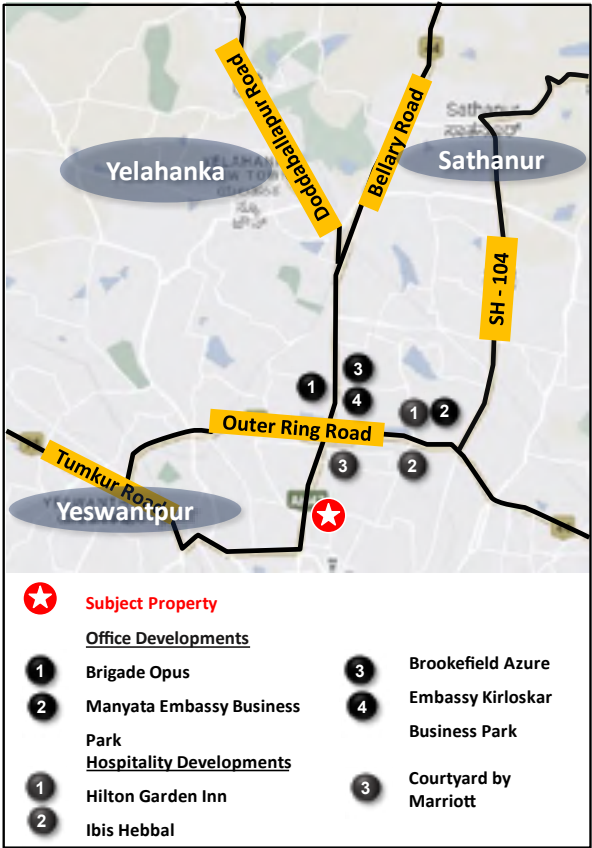 Doddaballapur Road
Bellary Road
44
Sathanur
Yelahanka
Sathanur
SH - 104
3
1
4
1
2
Outer Ring Road
3
2
Tumkur Road
Yeswantpur
Subject Property
Office Developments
1 Brigade Opus
2 Manyata Embassy Business
Park
3 Brookefield Azure
4 Embassy Kirloskar
Business Park
Hospitality Developments
1 Hilton Garden Inn
2 Ibis Hebbal
3 Courtyard by
Marriott